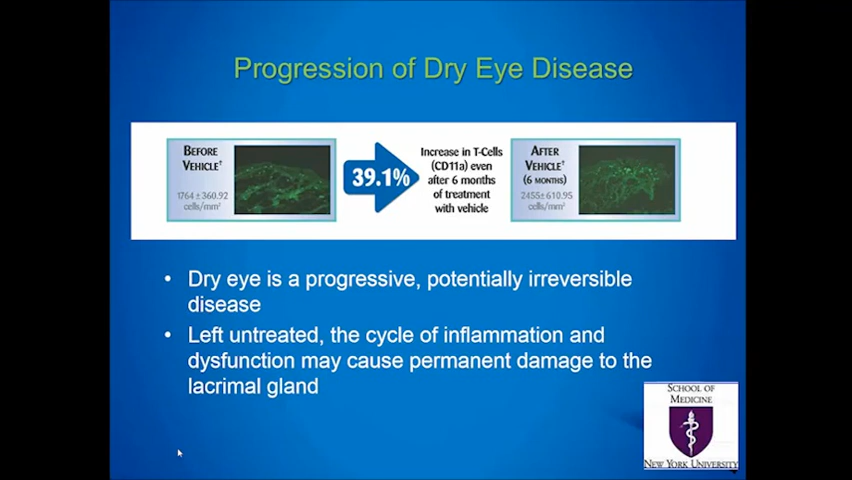 Progression of Dry Eye Disease
BEFORE
VEHICLE†
1764±360.92
cells/mm²
39.1%
Increase in T-Cells
(CD11a) even
after 6 months
of treatment
with vehicle
AFTER
VEHICLE†
(6 MONTHS)
2455±610.95
cells/mm²
• Dry eye is a progressive, potentially irreversible
disease
• Left untreated, the cycle of inflammation and
dysfunction may cause permanent damage to the
lacrimal gland
SCHOOL OF
MEDICINE
NEW YORK UNIVERSITY